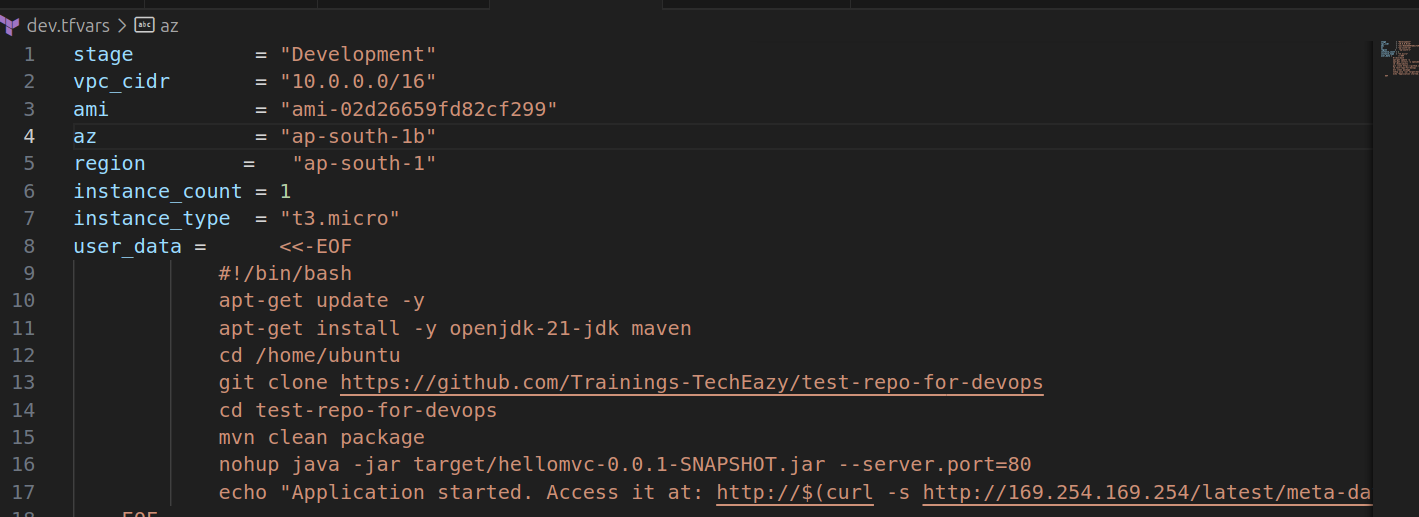 dev.tfvars > abc az
1 stage = "Development"
2 vpc_cidr = "10.0.0.0/16"
3 ami = "ami-02d26659fd82cf299"
4 az = "ap-south-1b"
5 region = "ap-south-1"
6 instance_count = 1
7 instance_type = "t3.micro"
8 user_data = <<-EOF
9 #!/bin/bash
10 apt-get update -y
11 apt-get install -y openjdk-21-jdk maven
12 cd /home/ubuntu
13 git clone https://github.com/Trainings-TechEazy/test-repo-for-devops
14 cd test-repo-for-devops
15 mvn clean package
16 nohup java -jar target/hellomvc-0.0.1-SNAPSHOT.jar --server.port=80
17 echo "Application started. Access it at: http://$(curl -s http://169.254.169.254/latest/meta-da
18 EOF